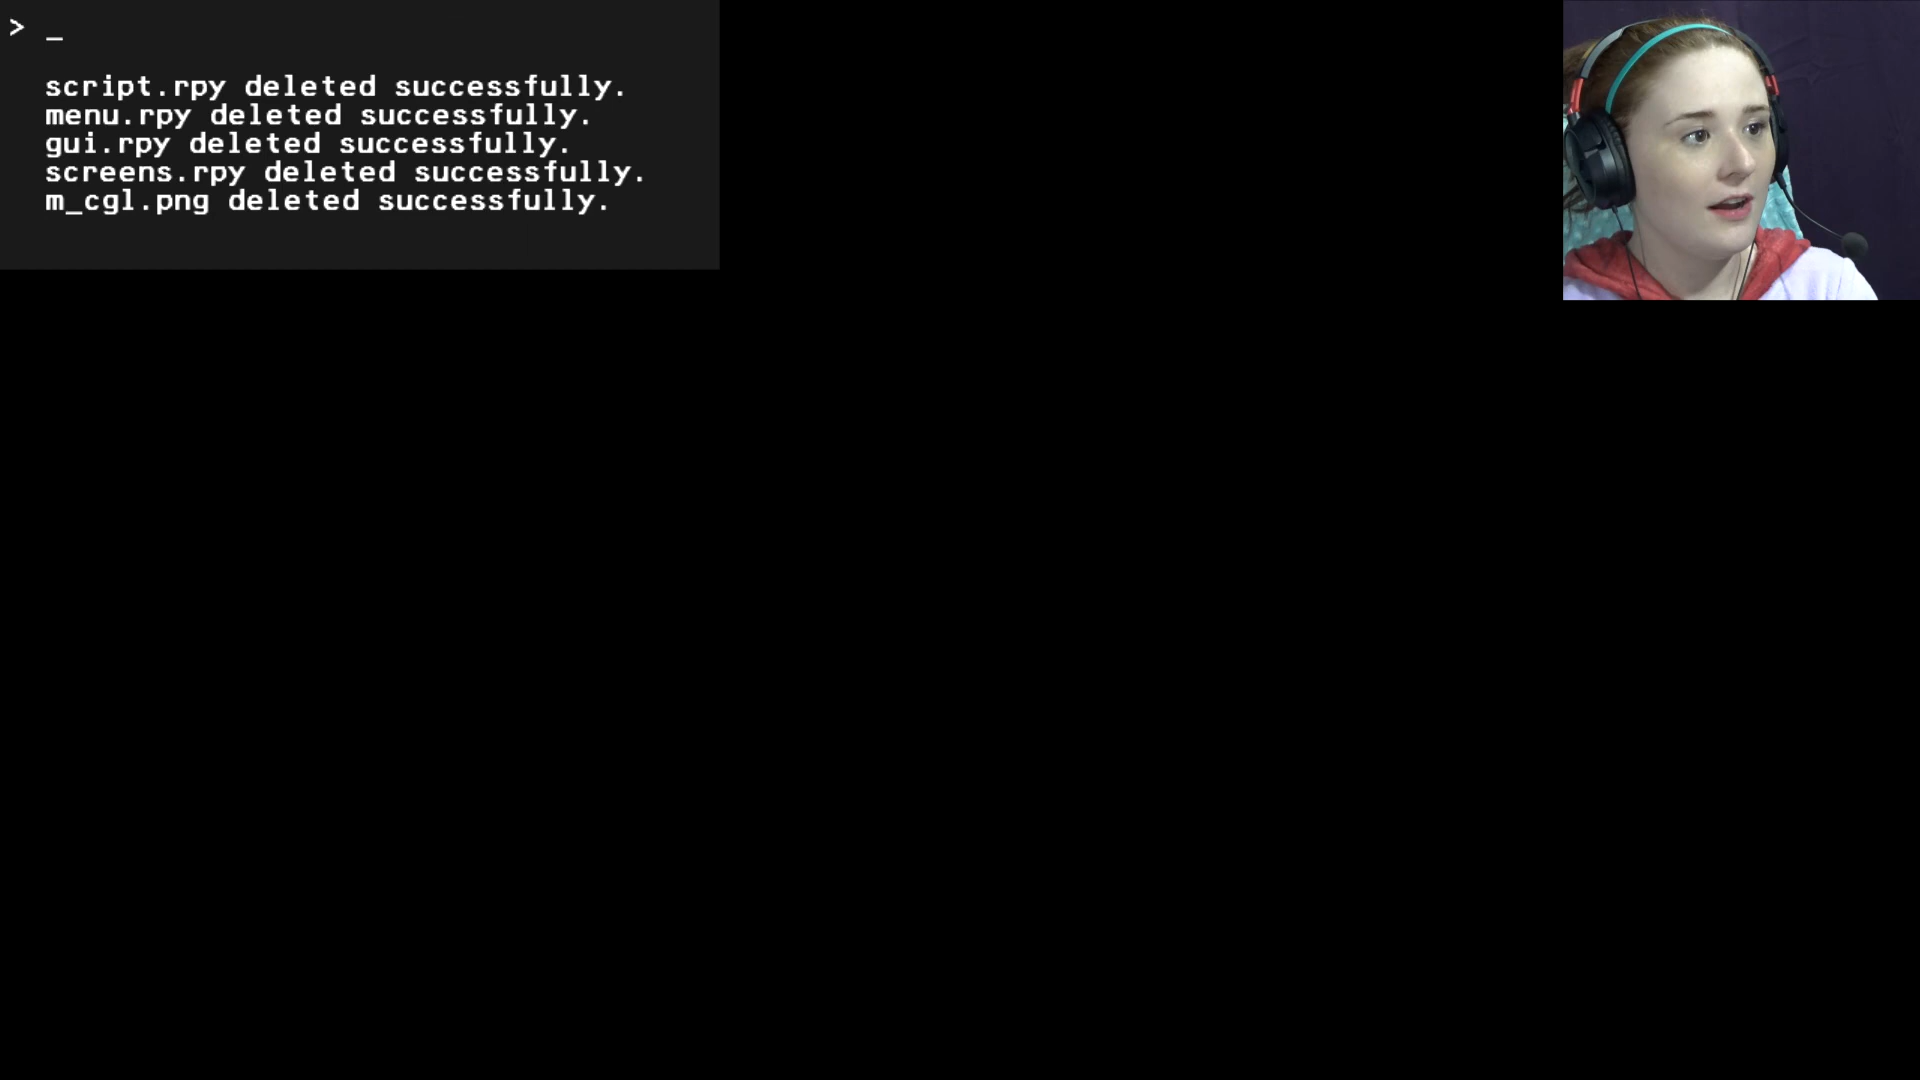 > _
script.rpy deleted successfully.
menu.rpy deleted successfully.
gui.rpy deleted successfully.
screens.rpy deleted successfully.
m_cgl.png deleted successfully.